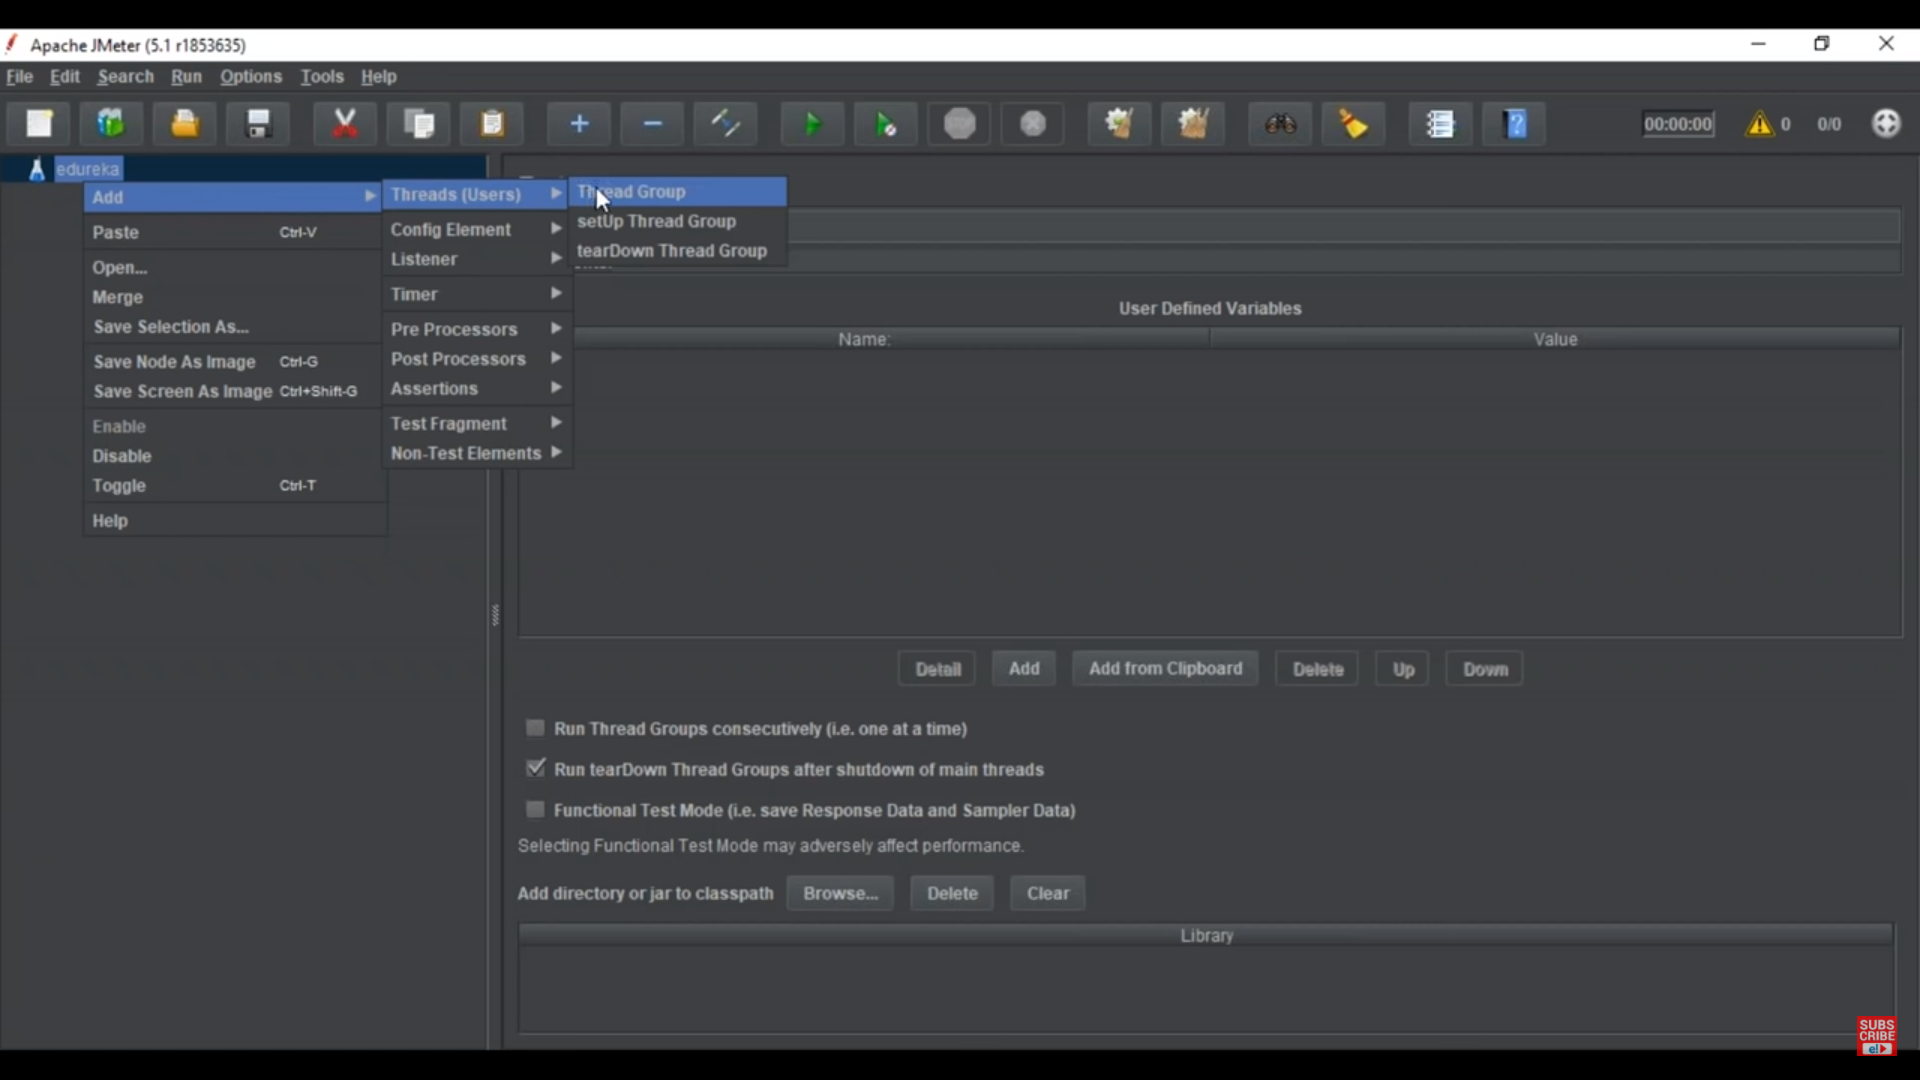 Apache JMeter (5.1 r1853635)
File Edit Search Run Options Tools Help
00:00:00 0 0/0
edureka
Add
Paste Ctrl-V
Open...
Merge
Save Selection As...
Save Node As Image Ctrl-G
Save Screen As Image Ctrl+Shift-G
Enable
Disable
Toggle Ctrl-T
Help
Threads (Users)
Config Element
Listener
Timer
Pre Processors
Post Processors
Assertions
Test Fragment
Non-Test Elements
Thread Group
setUp Thread Group
tearDown Thread Group
User Defined Variables
Name: Value
Detail Add Add from Clipboard Delete Up Down
Run Thread Groups consecutively (i.e. one at a time)
Run tearDown Thread Groups after shutdown of main threads
Functional Test Mode (i.e. save Response Data and Sampler Data)
Selecting Functional Test Mode may adversely affect performance.
Add directory or jar to classpath Browse... Delete Clear
Library
SUBS
CRIBE
e!